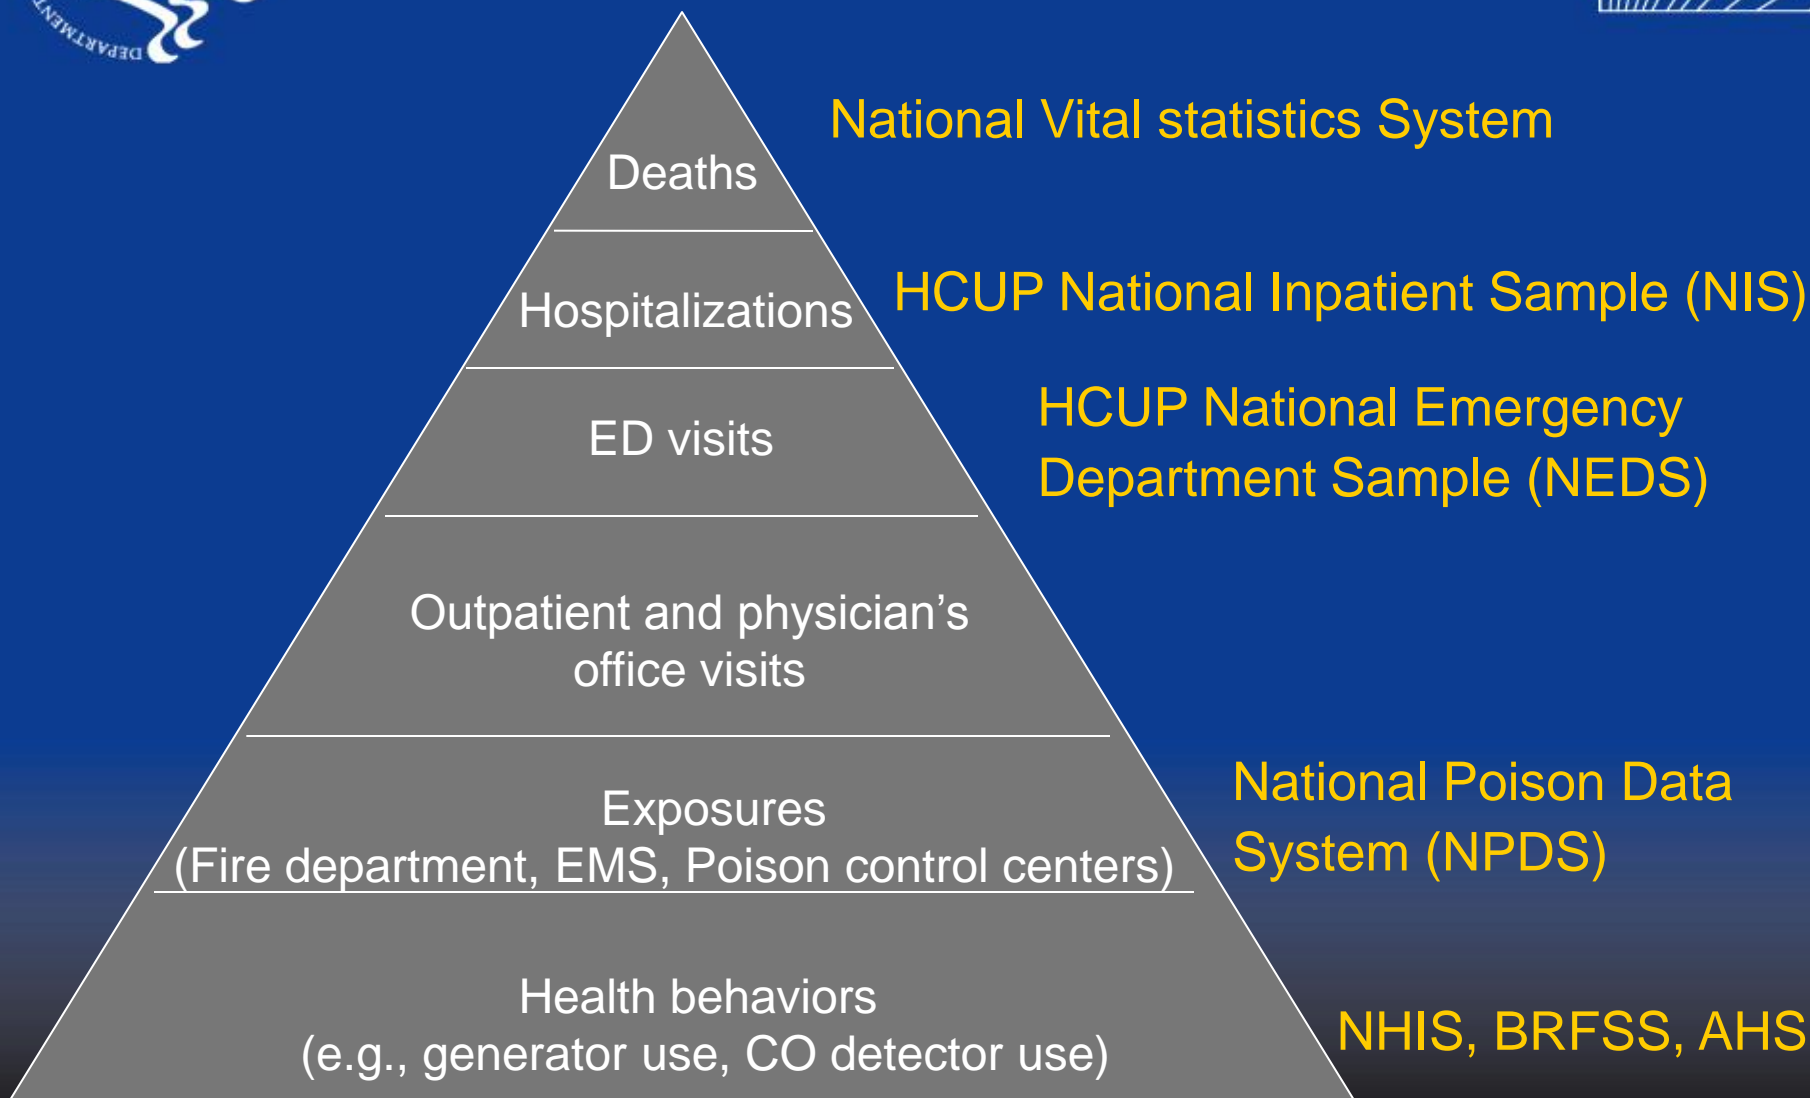 DEPARTMENT
National Vital statistics System
Deaths
HCUP National Inpatient Sample (NIS)
Hospitalizations
HCUP National Emergency
Department Sample (NEDS)
ED visits
Outpatient and physician’s
office visits
National Poison Data
System (NPDS)
Exposures
(Fire department, EMS, Poison control centers)
Health behaviors
(e.g., generator use, CO detector use)
NHIS, BRFSS, AHS